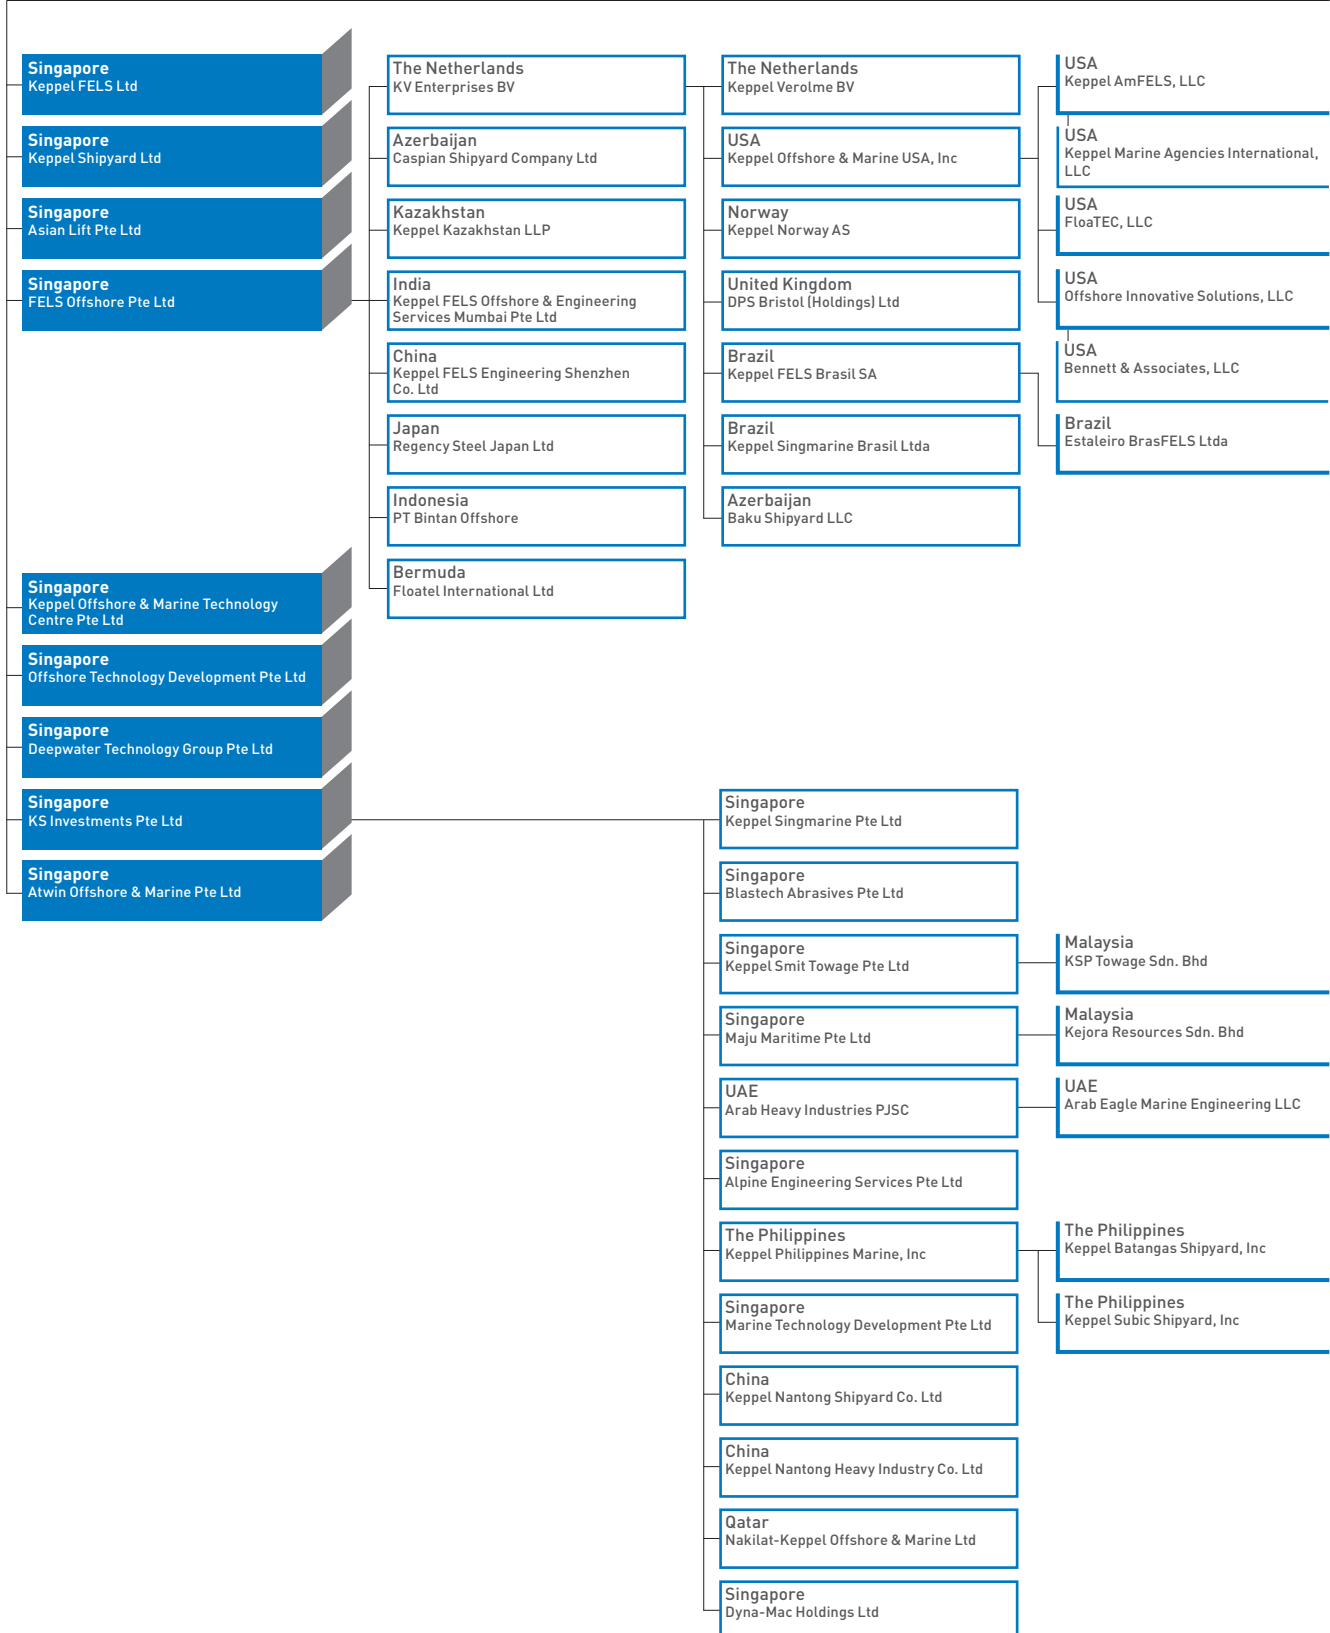 Singapore
Keppel FELS Ltd
Singapore
Keppel Shipyard Ltd
Singapore
Asian Lift Pte Ltd
Singapore
FELS Offshore Pte Ltd
Singapore
Keppel Offshore & Marine Technology
Centre Pte Ltd
Singapore
Offshore Technology Development Pte Ltd
Singapore
Deepwater Technology Group Pte Ltd
Singapore
KS Investments Pte Ltd
Singapore
Atwin Offshore & Marine Pte Ltd
The Netherlands
KV Enterprises BV
Azerbaijan
Caspian Shipyard Company Ltd
Kazakhstan
Keppel Kazakhstan LLP
India
Keppel FELS Offshore & Engineering
Services Mumbai Pte Ltd
China
Keppel FELS Engineering Shenzhen
Co. Ltd
Japan
Regency Steel Japan Ltd
Indonesia
PT Bintan Offshore
Bermuda
Floatel International Ltd
The Netherlands
Keppel Verolme BV
USA
Keppel Offshore & Marine USA, Inc
Norway
Keppel Norway AS
United Kingdom
DPS Bristol (Holdings) Ltd
Brazil
Keppel FELS Brasil SA
Brazil
Keppel Singmarine Brasil Ltda
Azerbaijan
Baku Shipyard LLC
USA
Keppel AmFELS, LLC
USA
Keppel Marine Agencies International,
LLC
USA
FloaTEC, LLC
USA
Offshore Innovative Solutions, LLC
USA
Bennett & Associates, LLC
Brazil
Estaleiro BrasFELS Ltda
Singapore
Keppel Singmarine Pte Ltd
Singapore
Blastech Abrasives Pte Ltd
Singapore
Keppel Smit Towage Pte Ltd
Singapore
Maju Maritime Pte Ltd
UAE
Arab Heavy Industries PJSC
Singapore
Alpine Engineering Services Pte Ltd
The Philippines
Keppel Philippines Marine, Inc
Singapore
Marine Technology Development Pte Ltd
China
Keppel Nantong Shipyard Co. Ltd
China
Keppel Nantong Heavy Industry Co. Ltd
Qatar
Nakilat-Keppel Offshore & Marine Ltd
Singapore
Dyna-Mac Holdings Ltd
Malaysia
KSP Towage Sdn. Bhd
Malaysia
Kejora Resources Sdn. Bhd
UAE
Arab Eagle Marine Engineering LLC
The Philippines
Keppel Batangas Shipyard, Inc
The Philippines
Keppel Subic Shipyard, Inc